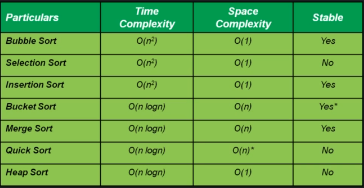 Particulars Time Complexity Space Complexity Stable
Bubble Sort O(n²) O(1) Yes
Selection Sort O(n²) O(1) No
Insertion Sort O(n²) O(1) Yes
Bucket Sort O(n logn) O(n) Yes*
Merge Sort O(n logn) O(n) Yes
Quick Sort O(n logn) O(n)* No
Heap Sort O(n logn) O(1) No